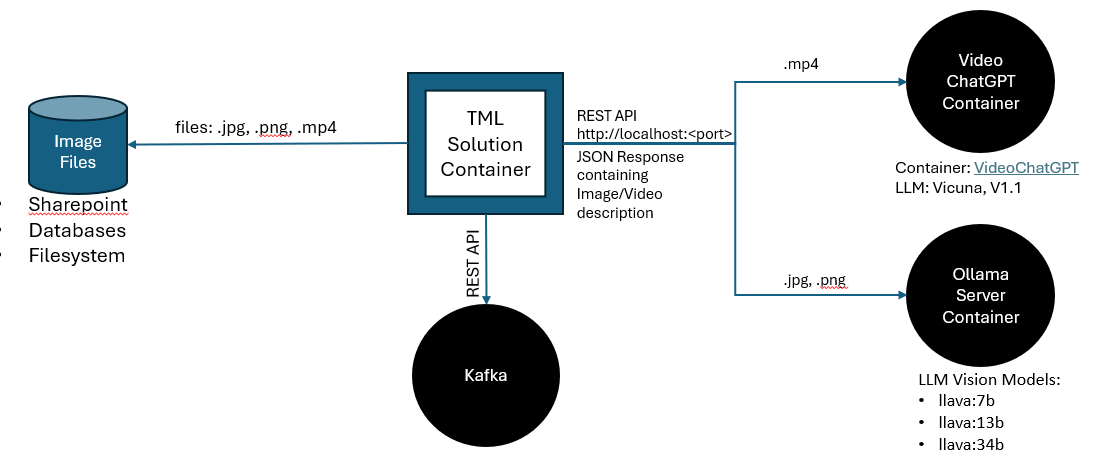 Image
Files
• Sharepoint
• Databases
• Filesystem
files: .jpg, .png, .mp4
TML
Solution
Container
REST API
Kafka
REST API
http://localhost:<port>
JSON Response
containing
Image/Video
description
.mp4
Video
ChatGPT
Container
Container: VideoChatGPT
LLM: Vicuna, V1.1
.jpg, .png
Ollama
Server
Container
LLM Vision Models:
• llava:7b
• llava:13b
• llava:34b